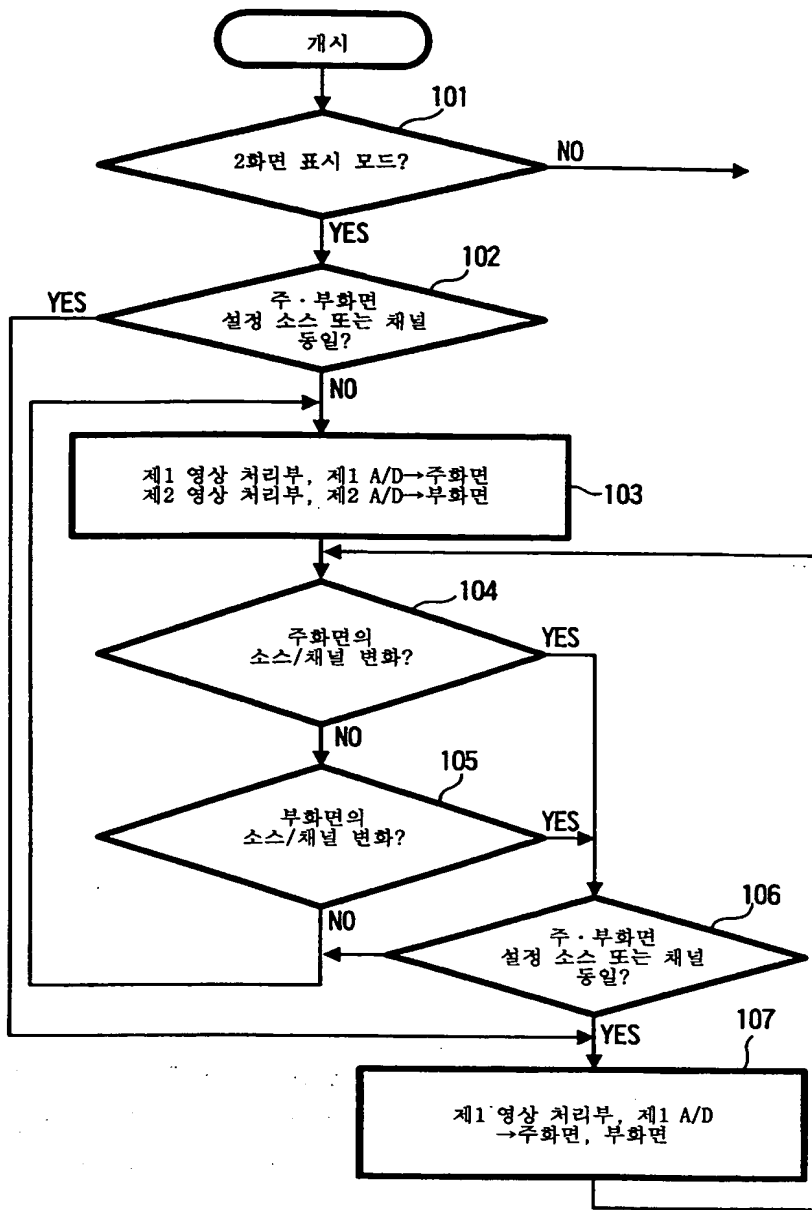 개시
101
2화면 표시 모드?
NO
YES
102
YES
주·부화면
설정 소스 또는 채널
동일?
NO
제1 영상 처리부, 제1 A/D→주화면
제2 영상 처리부, 제2 A/D→부화면
103
104
주화면의
소스/채널 변화?
YES
NO
105
부화면의
소스/채널 변화?
YES
NO
106
주·부화면
설정 소스 또는 채널
동일?
YES
107
제1 영상 처리부, 제1 A/D
→주화면, 부화면